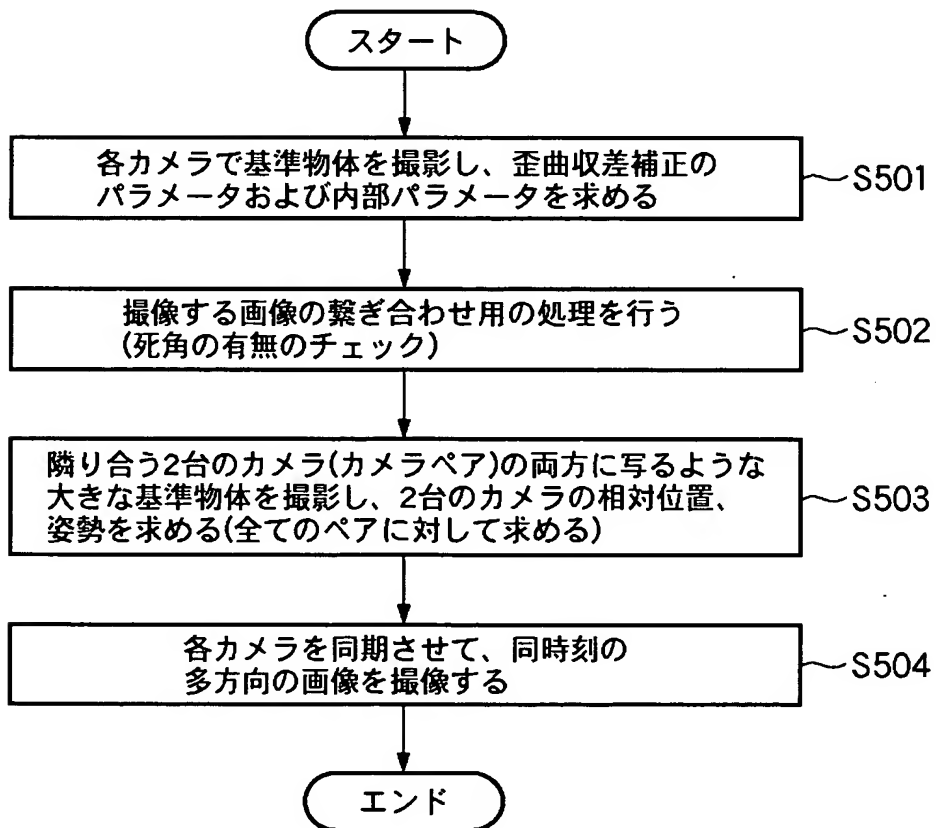 スタート
各カメラで基準物体を撮影し、歪曲収差補正の
パラメータおよび内部パラメータを求める
S501
撮像する画像の繋ぎ合わせ用の処理を行う
(死角の有無のチェック)
S502
隣り合う2台のカメラ(カメラペア)の両方に写るような
大きな基準物体を撮影し、2台のカメラの相対位置、
姿勢を求める(全てのペアに対して求める)
S503
各カメラを同期させて、同時刻の
多方向の画像を撮像する
S504
エンド